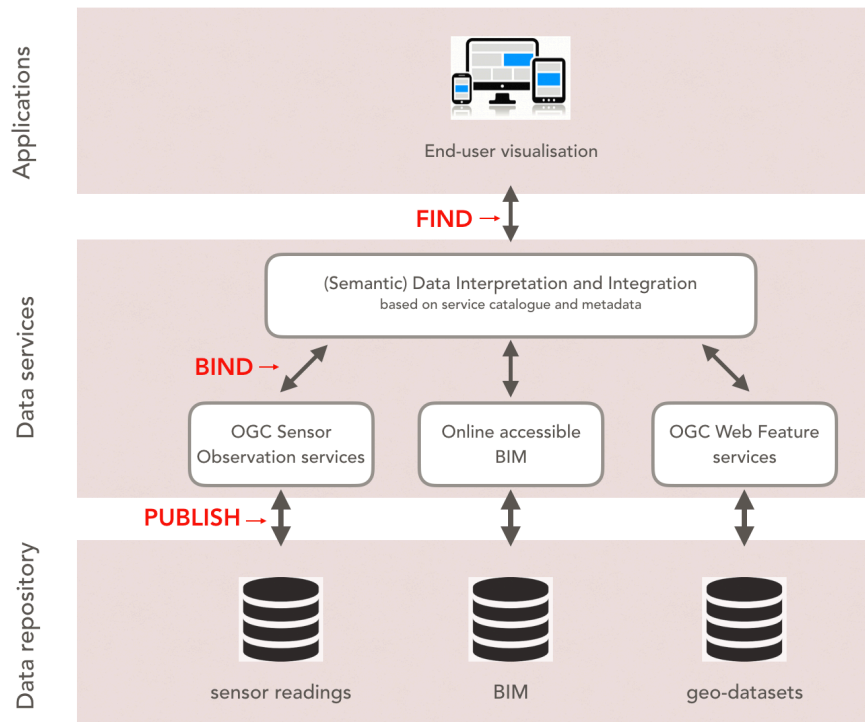 Applications
End-user visualisation
FIND
Data services
(Semantic) Data Interpretation and Integration
based on service catalogue and metadata
BIND
OGC Sensor
Observation services
Online accessible
BIM
OGC Web Feature
services
PUBLISH
Data repository
sensor readings
BIM
geo-datasets